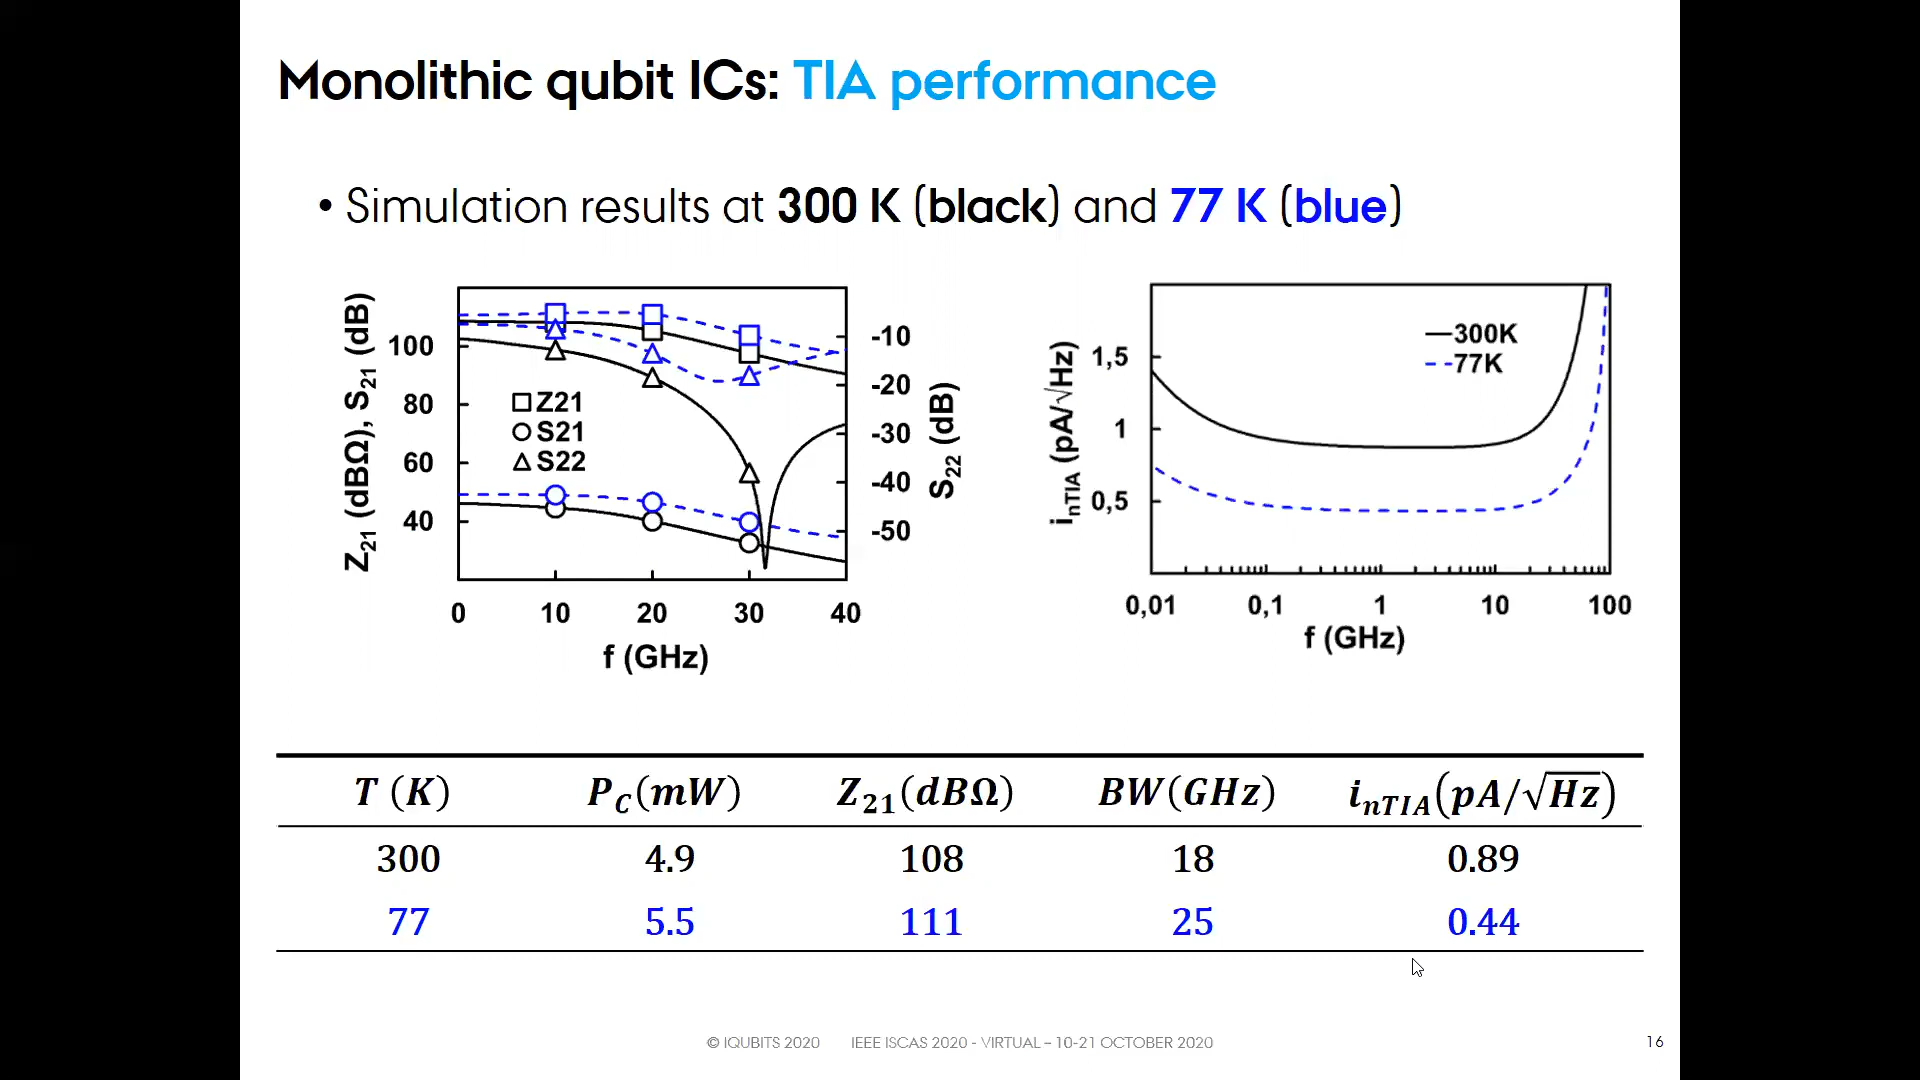 Monolithic qubit ICs: TIA performance
• Simulation results at 300 K (black) and 77 K (blue)
Z21 (dBΩ), S21 (dB)
100
80
60
40
Z21
S21
S22
-10
-20
-30
-40
-50
S22 (dB)
0 10 20 30 40
f (GHz)
inTIA (pA/√Hz)
1,5
1
0,5
300K
77K
0,01 0,1 1 10 100
f (GHz)
T (K) PC(mW) Z21(dBΩ) BW(GHz) inTIA(pA/√Hz)
300 4.9 108 18 0.89
77 5.5 111 25 0.44
© IQUBITS 2020 IEEE ISCAS 2020 - VIRTUAL – 10-21 OCTOBER 2020
16